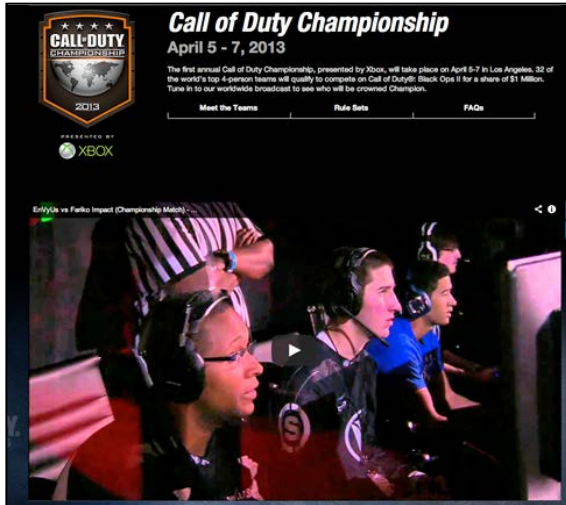 Call of Duty Championship
April 5 - 7, 2013
The first annual Call of Duty Championship, presented by Xbox, will take place on April 5-7 in Los Angeles. 32 of
the world's top 4-person teams will qualify to compete on Call of Duty®: Black Ops II for a share of $1 Million.
Tune in to our worldwide broadcast to see who will be crowned Champion.
CALL OF DUTY
CHAMPIONSHIP
2013
PRESENTED BY
XBOX
Meet the Teams
Rule Sets
FAQs
EnVyUs vs Fariko Impact (Championship Match) - ...